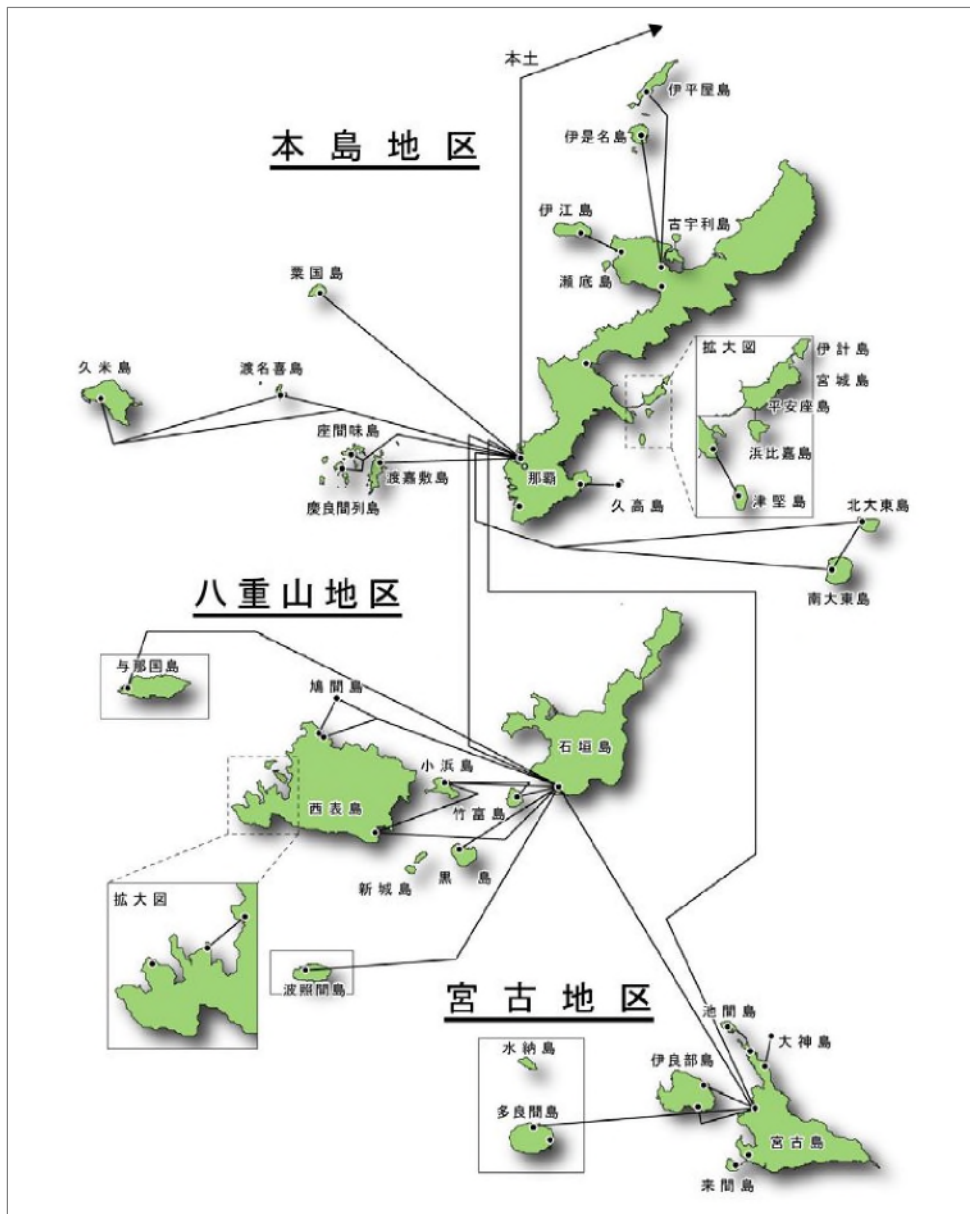 本土
伊平屋島
本島地区
伊是名島
伊江島
古宇利島
瀬底島
粟国島
拡大図
伊計島
宮城島
平安座島
浜比嘉島
津堅島
久米島
渡名喜島
座間味島
渡嘉敷島
慶良間列島
那覇
久高島
北大東島
南大東島
八重山地区
与那国島
鳩間島
石垣島
小浜島
竹富島
西表島
新城島
黒島
拡大図
波照間島
宮古地区
池間島
大神島
水納島
伊良部島
多良間島
宮古島
来間島